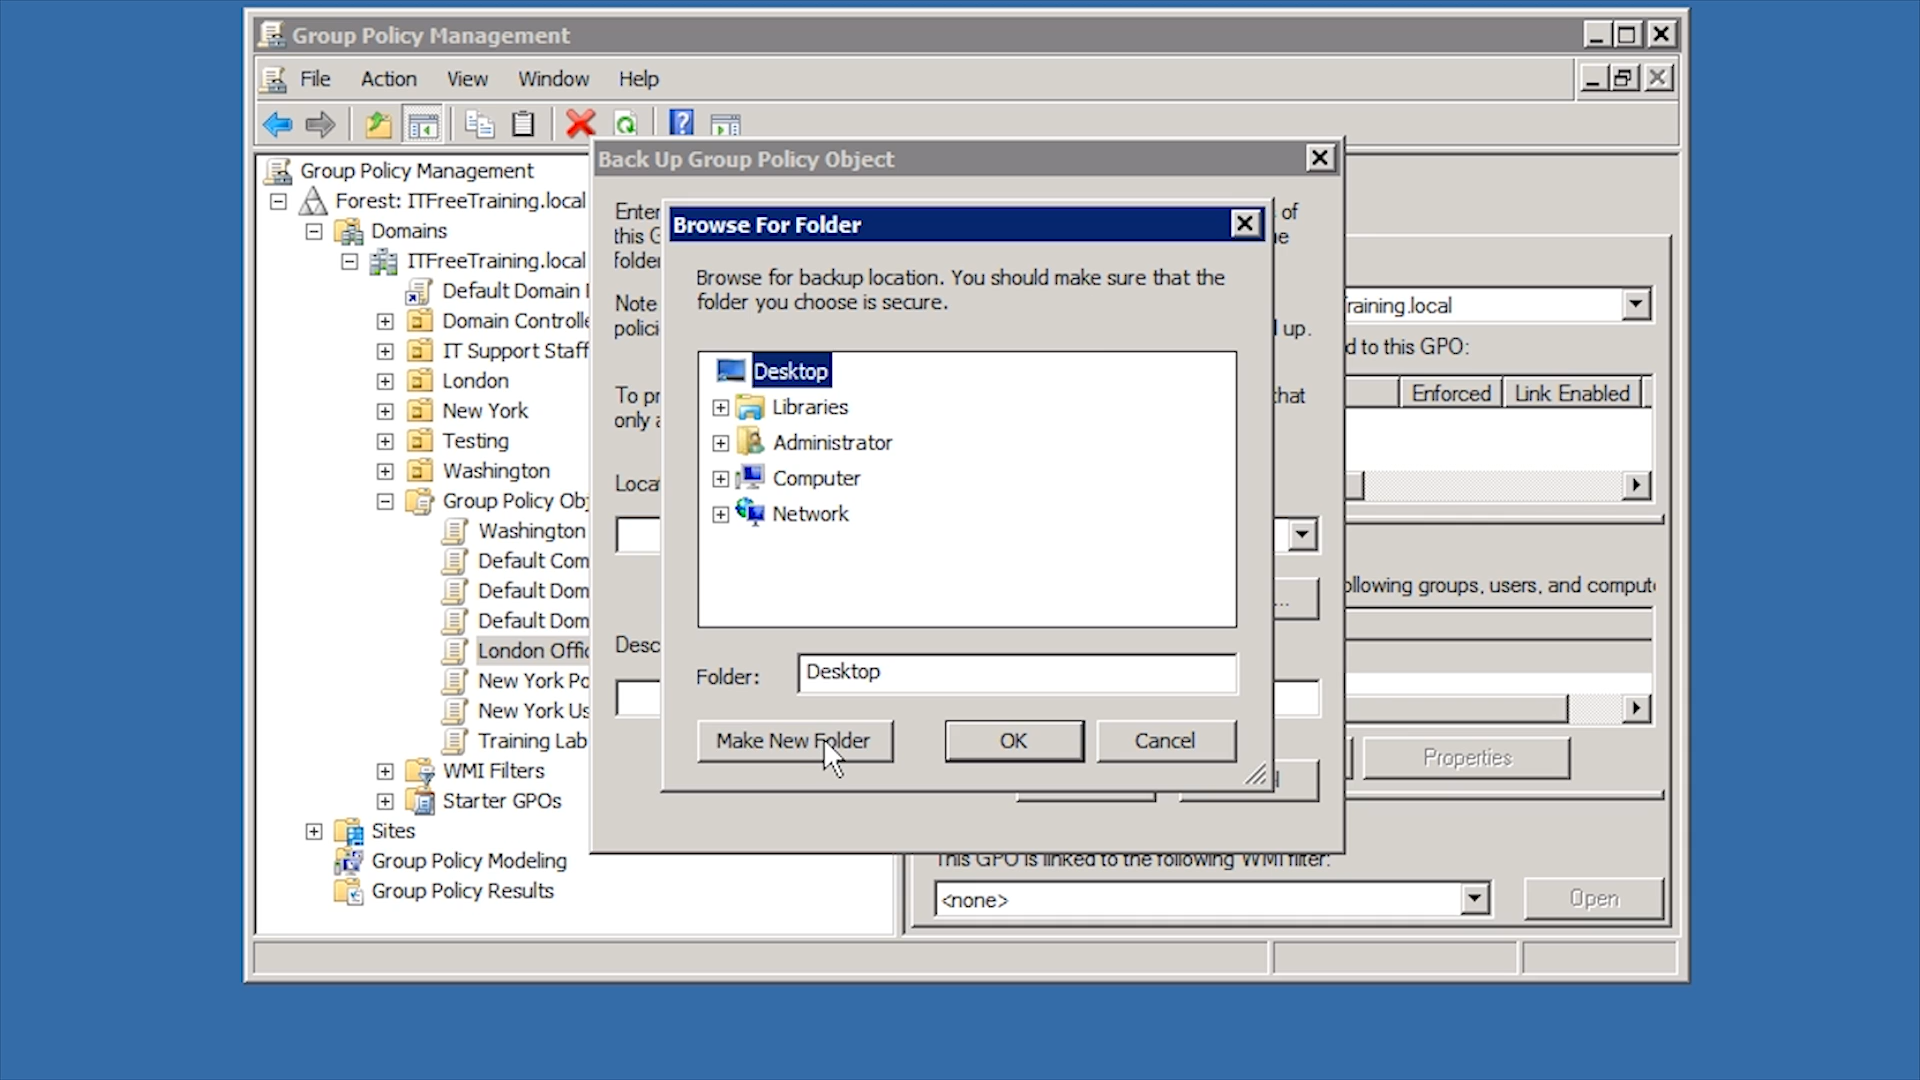 Group Policy Management
File Action View Window Help
Group Policy Management
Forest: ITFreeTraining.local
Domains
ITFreeTraining.local
Default Domain
Domain Controlle
IT Support Staff
London
New York
Testing
Washington
Group Policy Obj
Washington
Default Com
Default Dom
Default Dom
London Offic
New York Po
New York Us
Training Lab
WMI Filters
Starter GPOs
Sites
Group Policy Modeling
Group Policy Results
Back Up Group Policy Object
Enter
of
this G
folder
Note
polici
up.
To pr
that
only a
Loca
...
Desc
Browse For Folder
Browse for backup location. You should make sure that the
folder you choose is secure.
Desktop
Libraries
Administrator
Computer
Network
Folder: Desktop
Make New Folder OK Cancel
raining.local
d to this GPO:
Enforced Link Enabled
ollowing groups, users, and compute
Properties
This GPO is linked to the following WMI filter:
<none>
Open